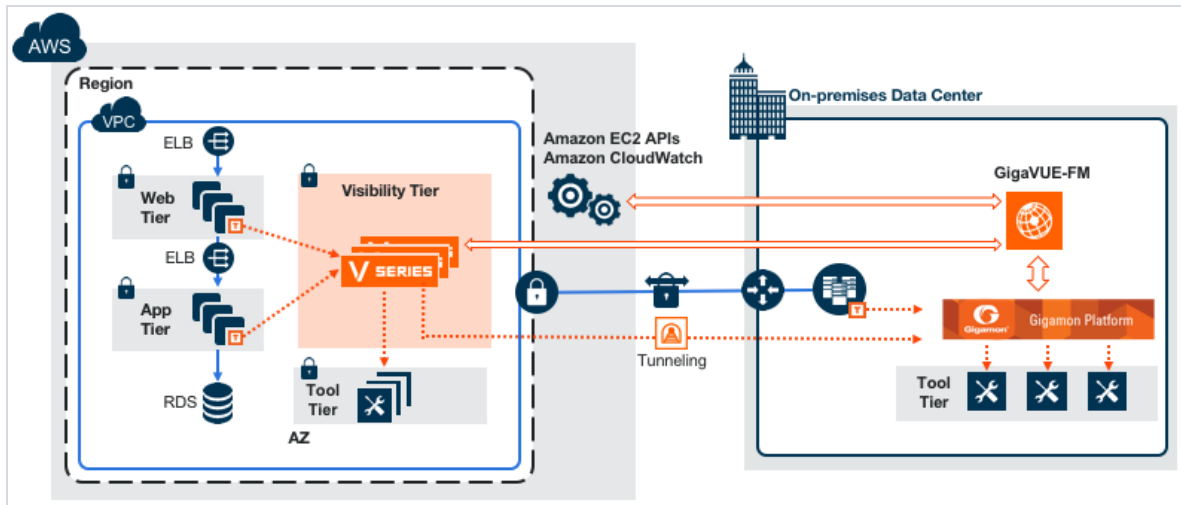 AWS
Region
VPC
ELB
Web
Tier
T
ELB
App
Tier
T
RDS
Visibility Tier
V SERIES
Tool
Tier
AZ
Amazon EC2 APIs
Amazon CloudWatch
Tunneling
On-premises Data Center
GigaVUE-FM
T
G
Gigamon®
Gigamon Platform
Tool
Tier